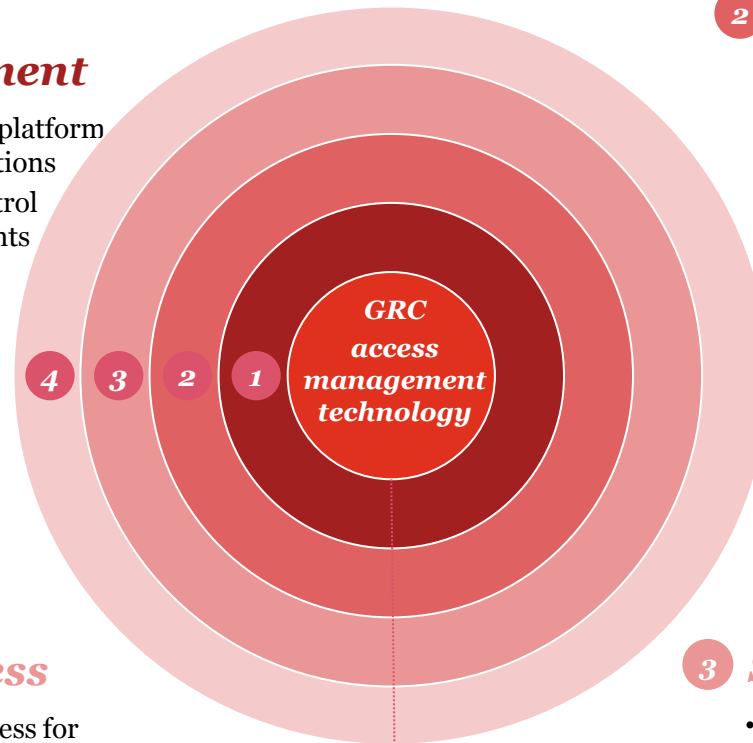 2
ment
platform
tions
trol
nts
GRC
access
management
technology
4 3 2 1
ess
ess for
3
•